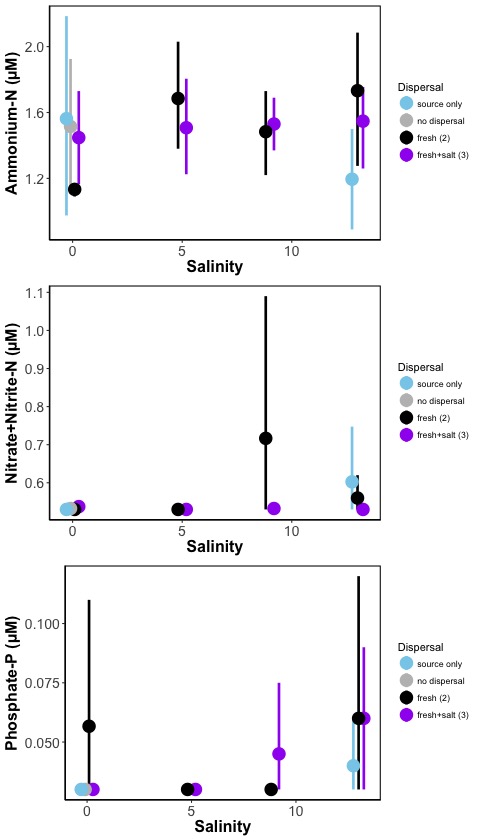 Ammonium-N (µM)
2.0
1.6
1.2
0 5 10
Salinity
Dispersal
source only
no dispersal
fresh (2)
fresh+salt (3)
Nitrate+Nitrite-N (µM)
1.1
1.0
0.9
0.8
0.7
0.6
0 5 10
Salinity
Dispersal
source only
no dispersal
fresh (2)
fresh+salt (3)
Phosphate-P (µM)
0.100
0.075
0.050
0 5 10
Salinity
Dispersal
source only
no dispersal
fresh (2)
fresh+salt (3)